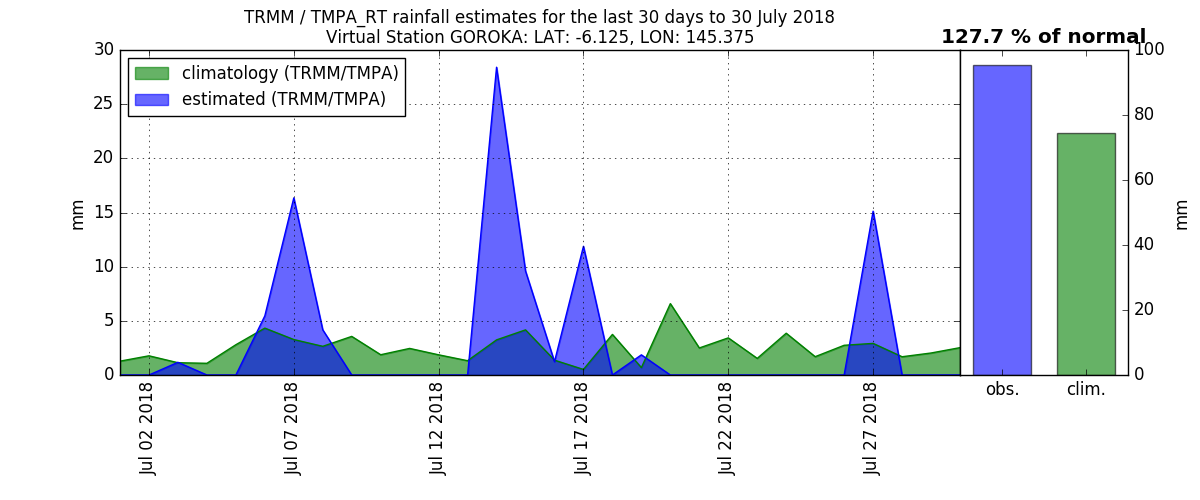 TRMM / TMPA_RT rainfall estimates for the last 30 days to 30 July 2018
Virtual Station GOROKA: LAT: -6.125, LON: 145.375
127.7 % of normal
climatology (TRMM/TMPA)
estimated (TRMM/TMPA)
30
25
20
15
10
5
0
mm
Jul 02 2018
Jul 07 2018
Jul 12 2018
Jul 17 2018
Jul 22 2018
Jul 27 2018
100
80
60
40
20
0
mm
obs.
clim.